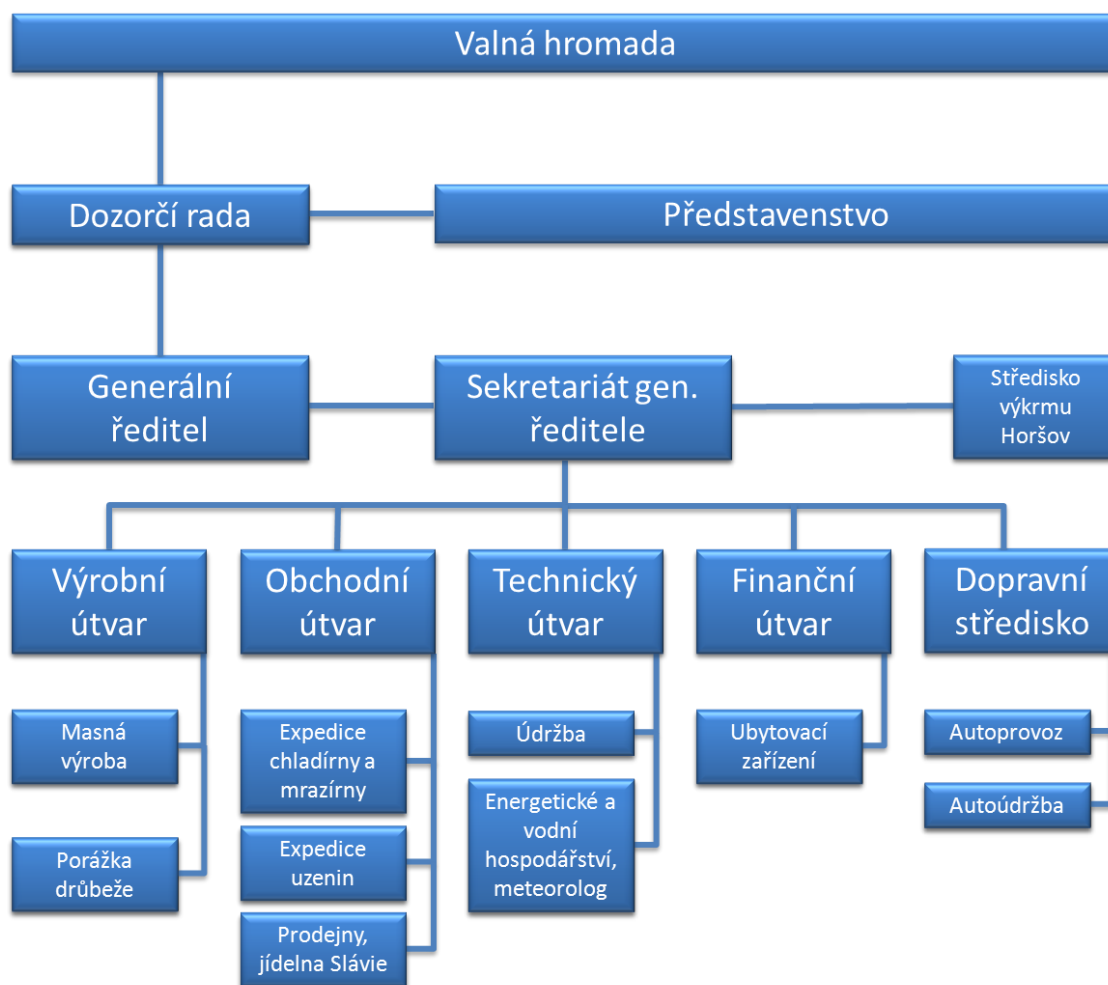 Valná hromada
Dozorčí rada
Představenstvo
Generální
ředitel
Sekretariát gen.
ředitele
Středisko
výkrmu
Horšov
Výrobní
útvar
Obchodní
útvar
Technický
útvar
Finanční
útvar
Dopravní
středisko
Masná
výroba
Porážka
drůbeže
Expedice
chladírny a
mrazírny
Expedice
uzenin
Prodejny,
jídelna Slávie
Údržba
Energetické a
vodní
hospodářství,
meteorolog
Ubytovací
zařízení
Autoprovoz
Autoúdržba